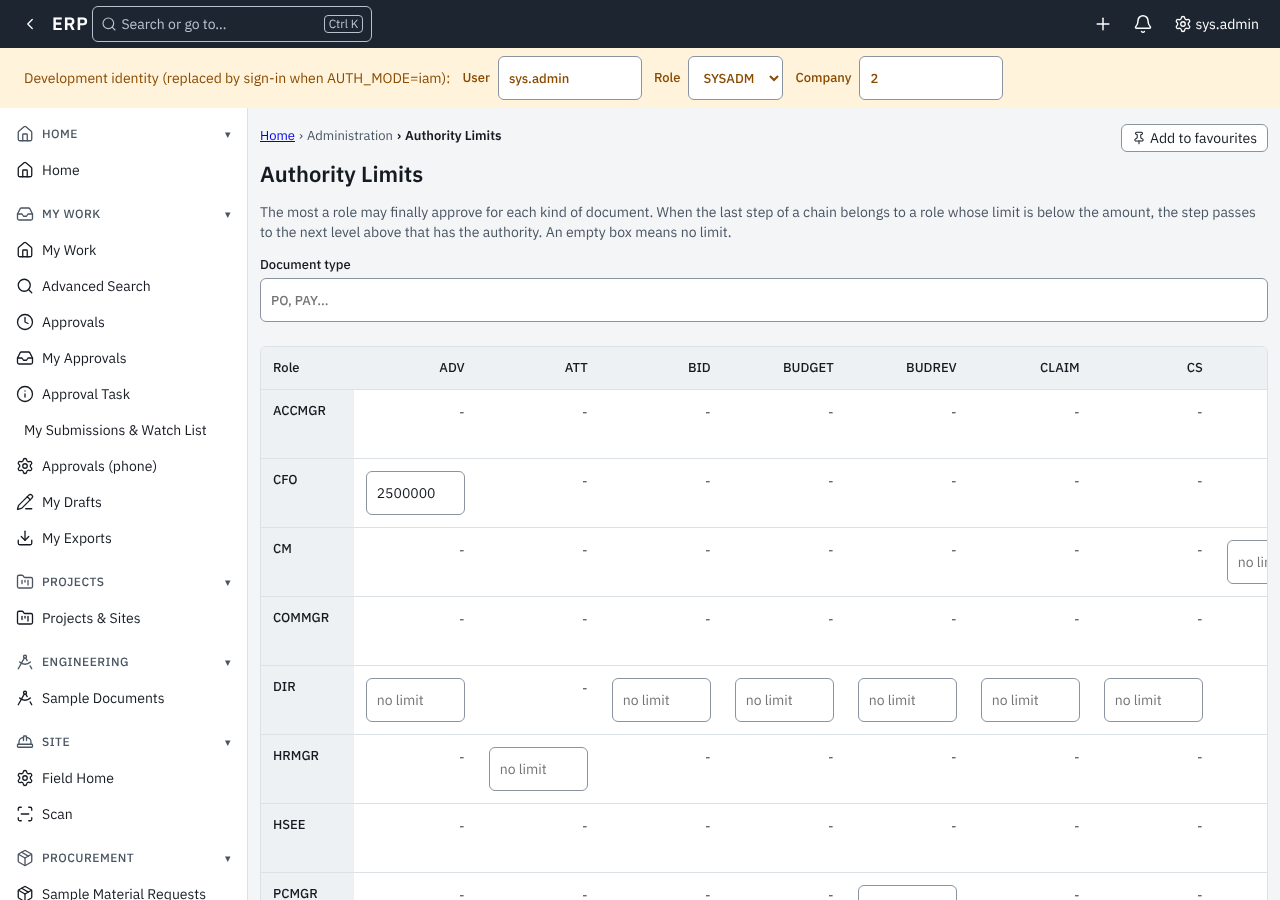 ERP
Search or go to...
Ctrl K
sys.admin
Development identity (replaced by sign-in when AUTH_MODE=iam): User sys.admin Role SYSADM Company 2
HOME
Home
MY WORK
My Work
Advanced Search
Approvals
My Approvals
Approval Task
My Submissions & Watch List
Approvals (phone)
My Drafts
My Exports
PROJECTS
Projects & Sites
ENGINEERING
Sample Documents
SITE
Field Home
Scan
PROCUREMENT
Sample Material Requests
Home › Administration › Authority Limits
Add to favourites
Authority Limits
The most a role may finally approve for each kind of document. When the last step of a chain belongs to a role whose limit is below the amount, the step passes
to the next level above that has the authority. An empty box means no limit.
Document type
PO, PAY...
Role ADV ATT BID BUDGET BUDREV CLAIM CS
ACCMGR - - - - - - -
CFO 2500000 - - - - - -
CM - - - - - - - no li
COMMGR - - - - - - -
DIR no limit - no limit no limit no limit no limit no limit
HRMGR - no limit - - - - -
HSEE - - - - - - -
PCMGR - - - - - -